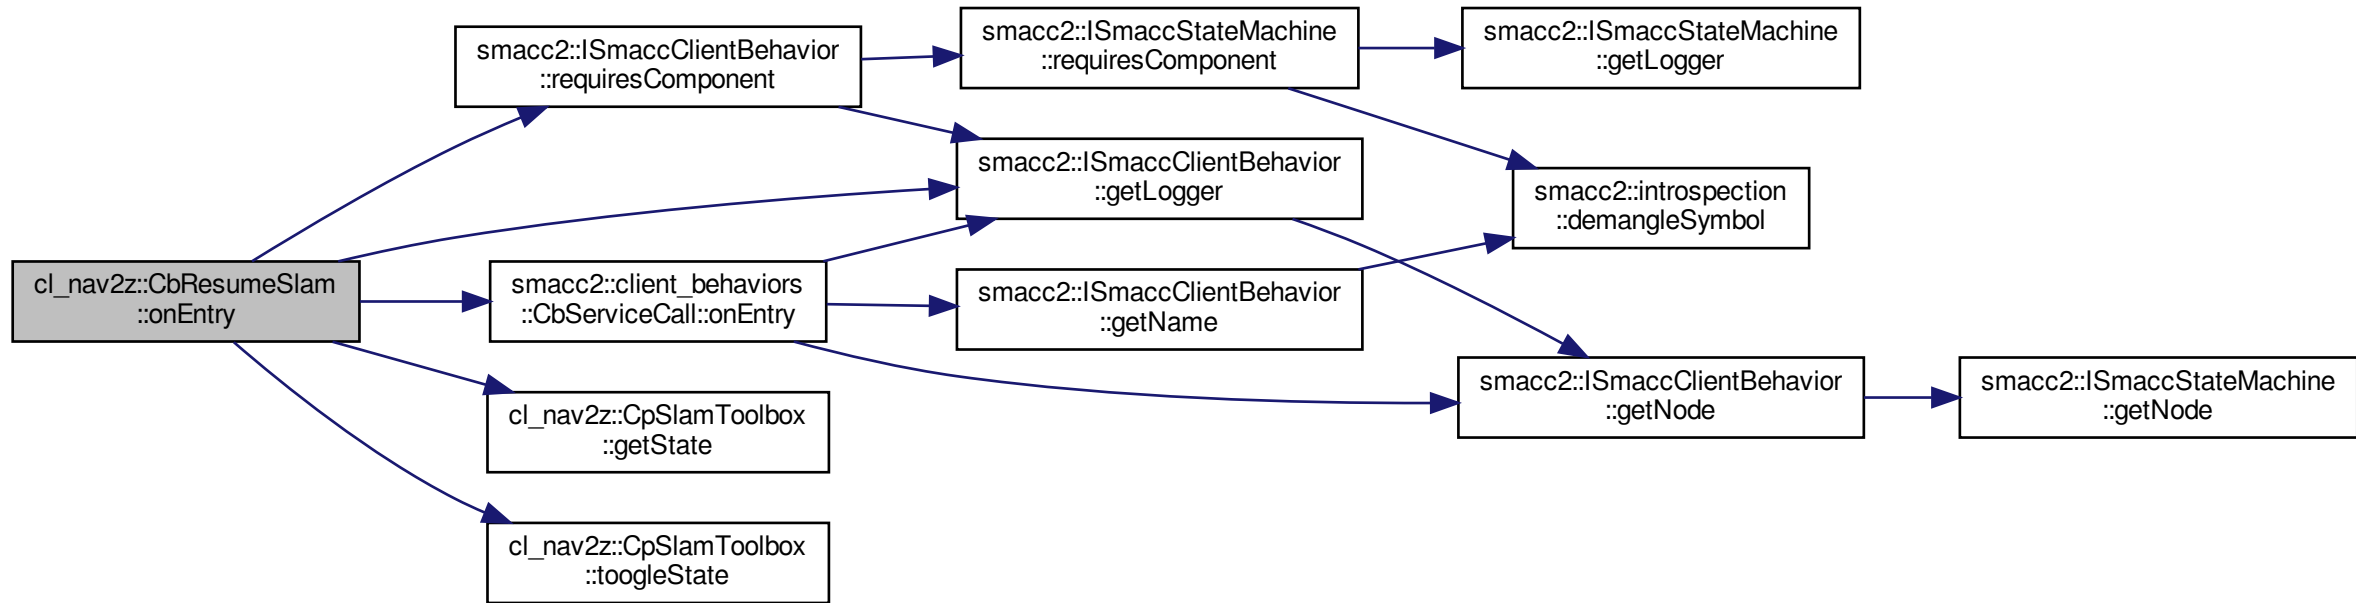 cl_nav2z::CbResumeSlam
::onEntry
smacc2::ISmaccClientBehavior
::requiresComponent
smacc2::ISmaccStateMachine
::requiresComponent
smacc2::ISmaccStateMachine
::getLogger
smacc2::ISmaccClientBehavior
::getLogger
smacc2::introspection
::demangleSymbol
smacc2::client_behaviors
::CbServiceCall::onEntry
smacc2::ISmaccClientBehavior
::getName
smacc2::ISmaccClientBehavior
::getNode
smacc2::ISmaccStateMachine
::getNode
cl_nav2z::CpSlamToolbox
::getState
cl_nav2z::CpSlamToolbox
::toogleState